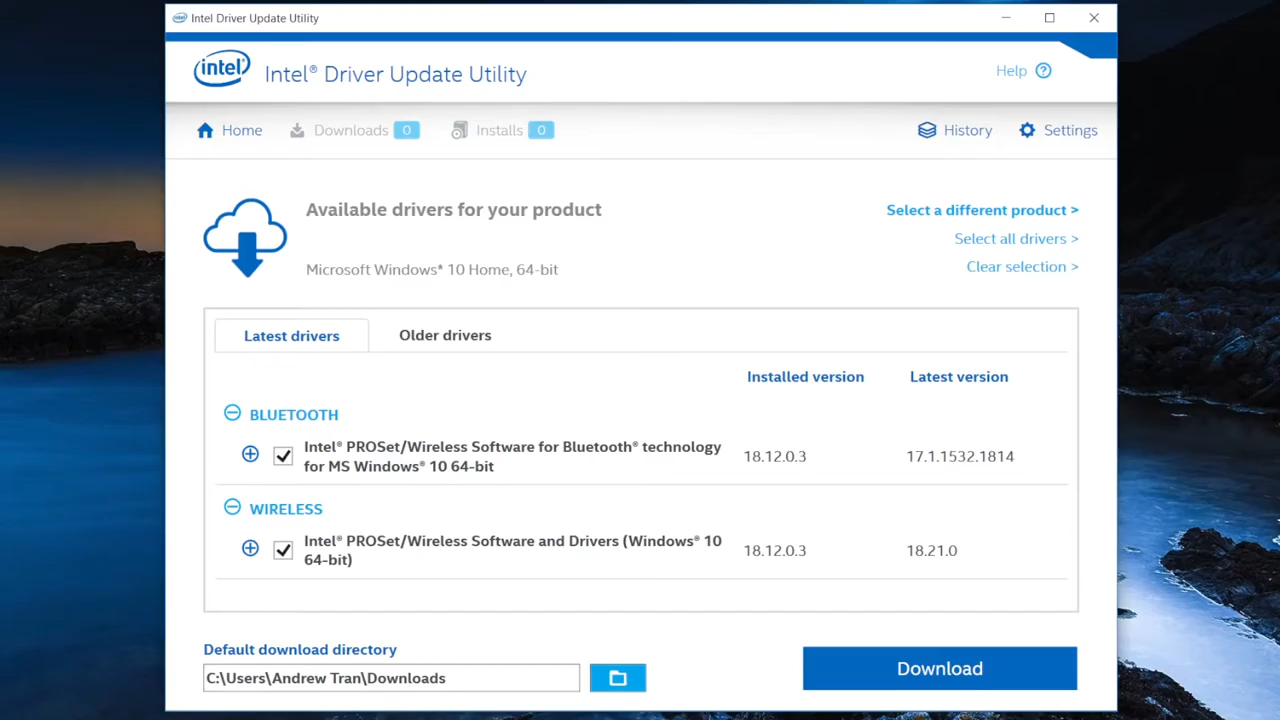 Intel Driver Update Utility
intel
Intel® Driver Update Utility
Help ?
Home Downloads 0 Installs 0 History Settings
Available drivers for your product
Select a different product >
Select all drivers >
Microsoft Windows* 10 Home, 64-bit
Clear selection >
Latest drivers Older drivers
Installed version Latest version
BLUETOOTH
Intel® PROSet/Wireless Software for Bluetooth® technology
for MS Windows® 10 64-bit
18.12.0.3 17.1.1532.1814
WIRELESS
Intel® PROSet/Wireless Software and Drivers (Windows® 10
64-bit)
18.12.0.3 18.21.0
Default download directory
C:\Users\Andrew Tran\Downloads
Download